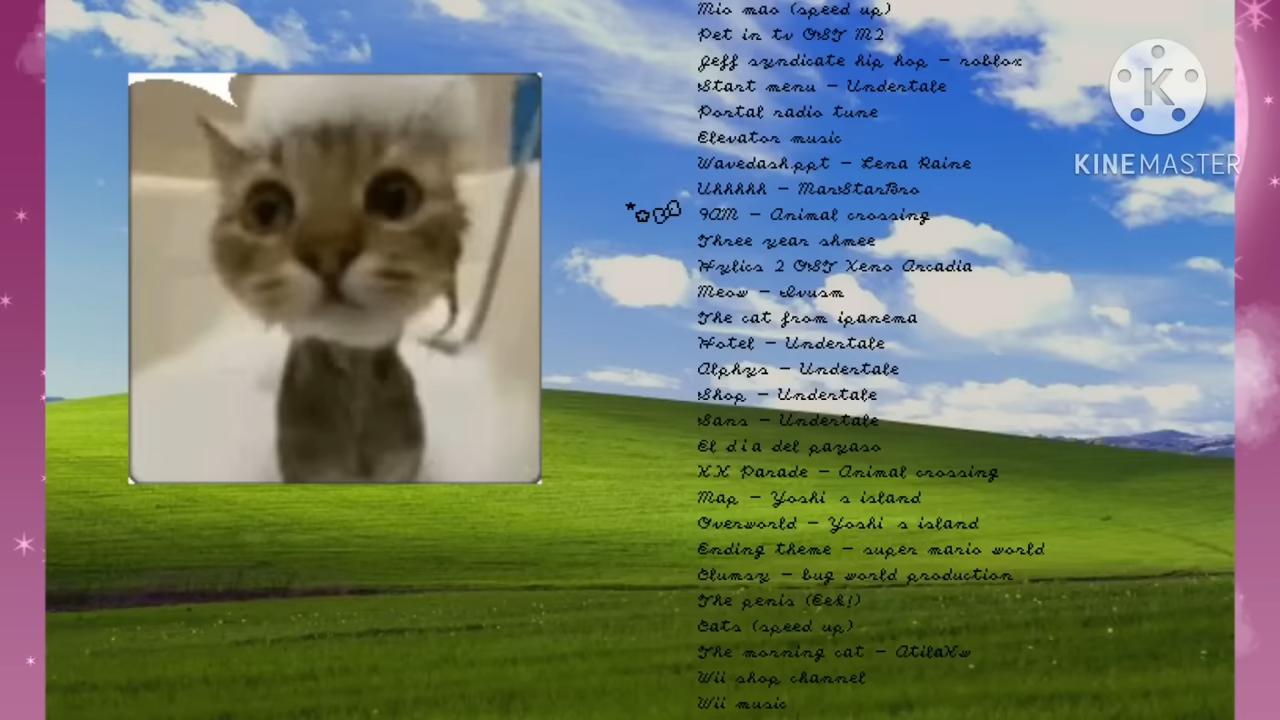 Mio mao (speed up)
Pet in tv OST M2
Jeff syndicate hip hop - roblox
Start menu - Undertale
Portal radio tune
Elevator music
Wavedash.ppt - Lena Raine
Uhhhhh - MarStarBro
9AM - Animal crossing
Three year shmee
Hylics 2 OST Xeno Arcadia
Meow - Ivusm
The cat from ipanema
Hotel - Undertale
Alphys - Undertale
Shop - Undertale
Sans - Undertale
El día del payaso
KK Parade - Animal crossing
Map - Yoshi s island
Overworld - Yoshi s island
Ending theme - super mario world
Clumsy - bug world production
The penis (Eek!)
Cats (speed up)
The morning cat - AtilaKw
Wii shop channel
Wii music
K
KINEMASTER